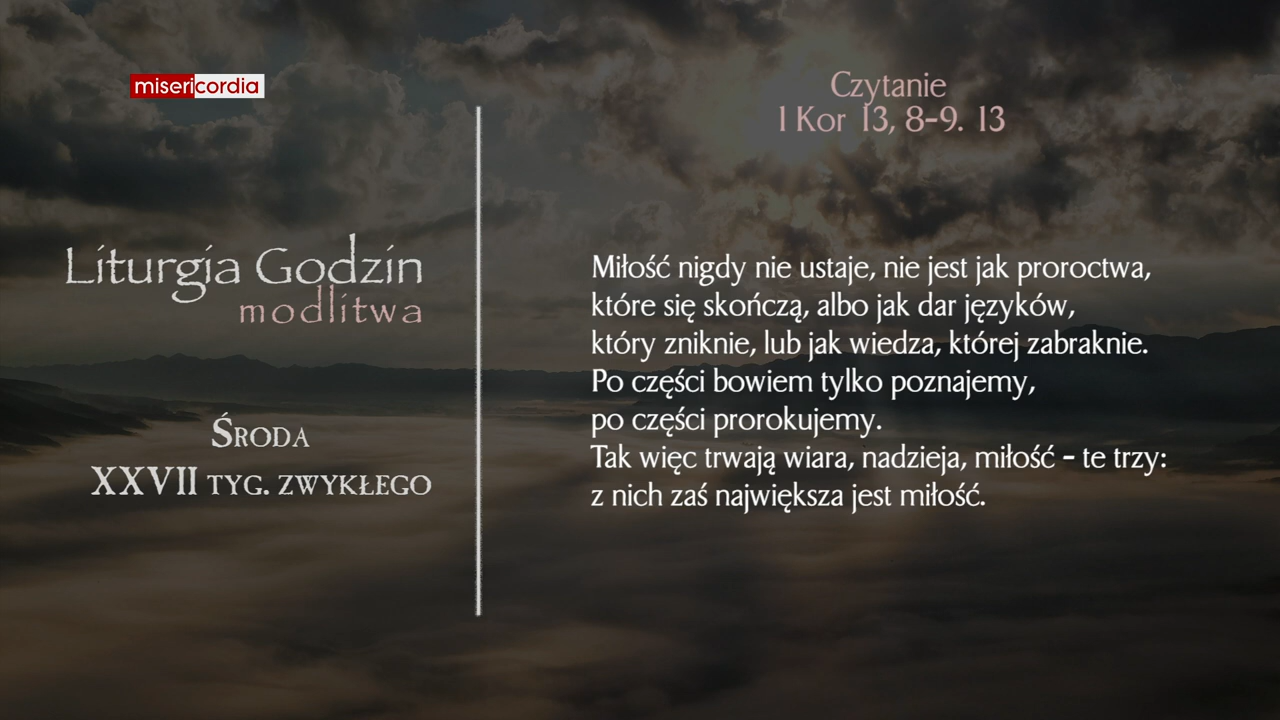 misericordia
Liturgia Godzin
modlitwa
Środa
XXVII tyg. zwykłego
Czytanie
1 Kor 13, 8-9. 13
Miłość nigdy nie ustaje, nie jest jak proroctwa,
które się skończą, albo jak dar języków,
który zniknie, lub jak wiedza, której zabraknie.
Po części bowiem tylko poznajemy,
po części prorokujemy.
Tak więc trwają wiara, nadzieja, miłość - te trzy:
z nich zaś największa jest miłość.